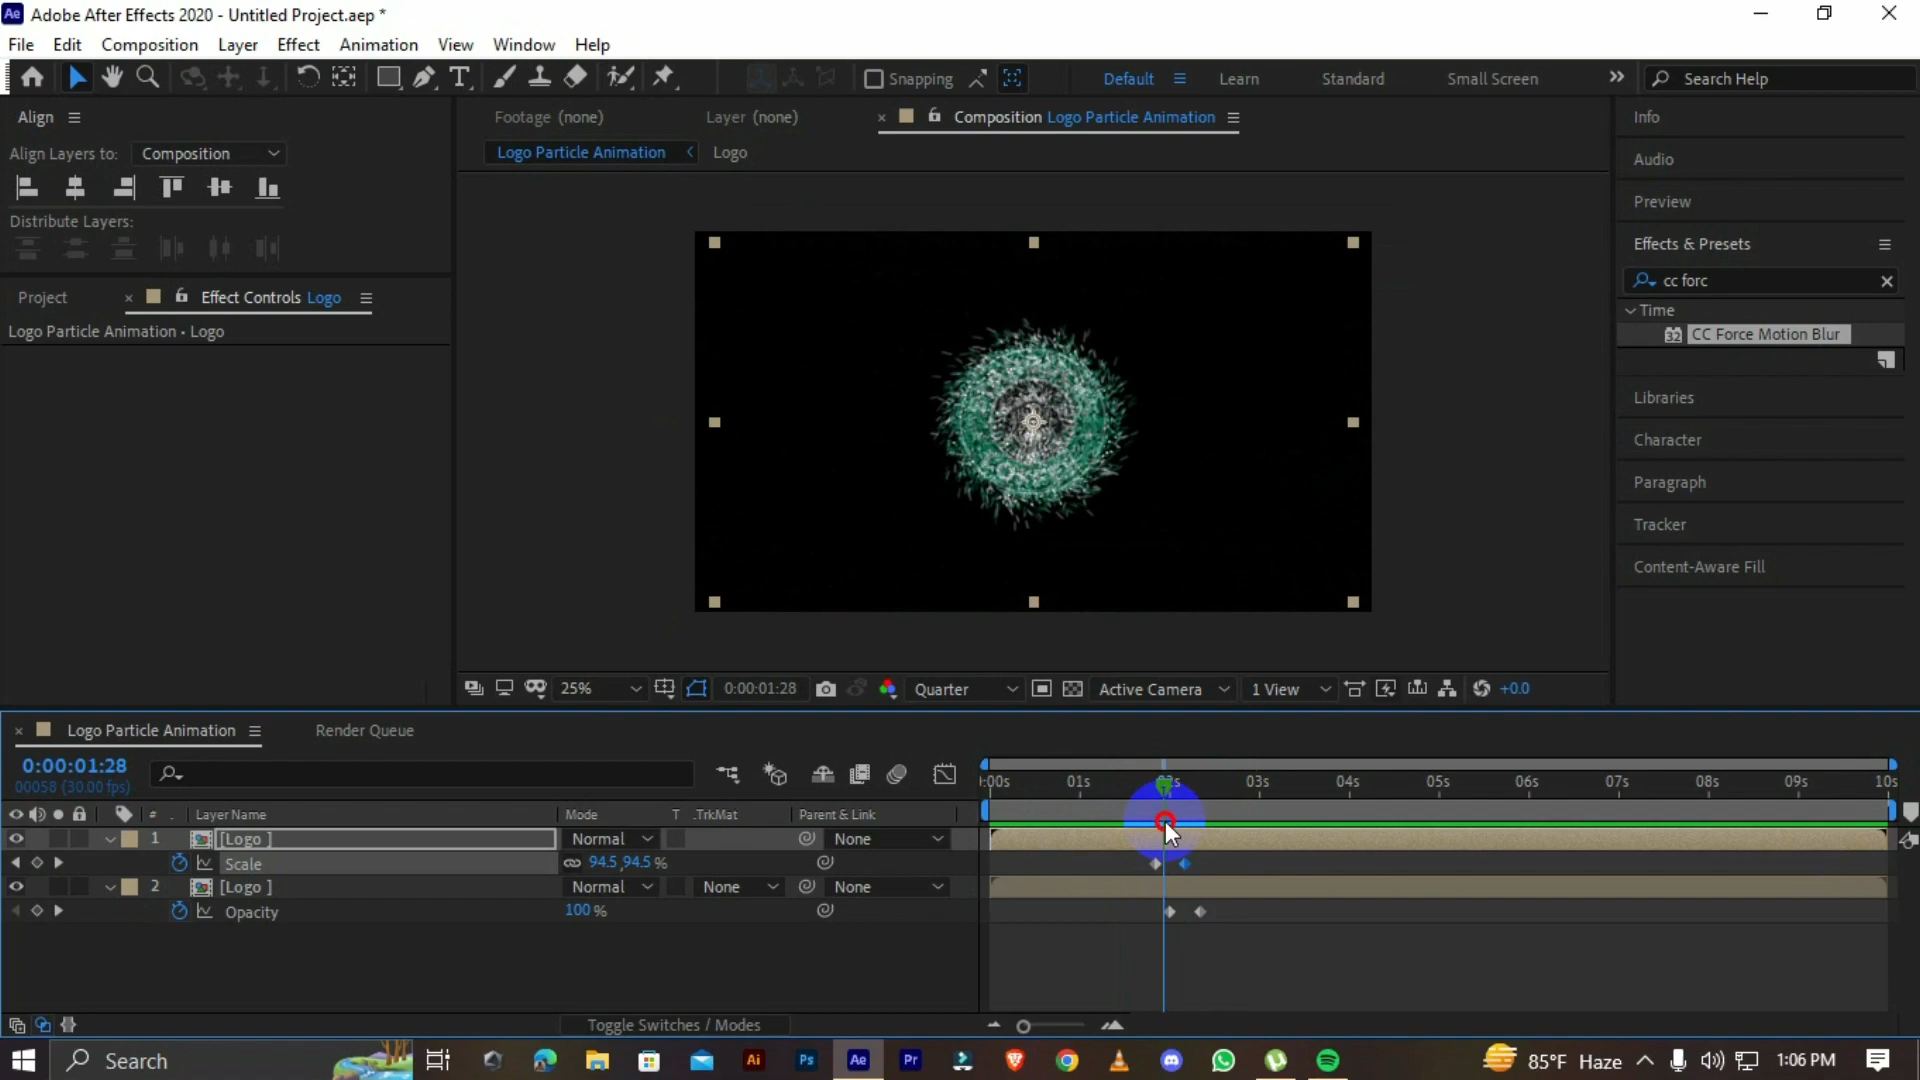 Ae Adobe After Effects 2020 - Untitled Project.aep *
File Edit Composition Layer Effect Animation View Window Help
Snapping Default Learn Standard Small Screen Search Help
Align
Align Layers to: Composition
Distribute Layers:
Project Effect Controls Logo
Logo Particle Animation • Logo
Footage (none) Layer (none) Composition Logo Particle Animation
Logo Particle Animation Logo
25% 0:00:01:28 Quarter Active Camera 1 View +0.0
Info
Audio
Preview
Effects & Presets
cc forc
Time
32 CC Force Motion Blur
Libraries
Character
Paragraph
Tracker
Content-Aware Fill
Logo Particle Animation Render Queue
0:00:01:28
00058 (30.00 fps)
:00s 01s 02s 03s 04s 05s 06s 07s 08s 09s 10s
# Layer Name Mode T .TrkMat Parent & Link
1 [Logo ] Normal None
Scale 94.5,94.5 %
2 [Logo ] Normal None None
Opacity 100 %
Toggle Switches / Modes
Search Ai Ps Ae Pr 85°F Haze 1:06 PM